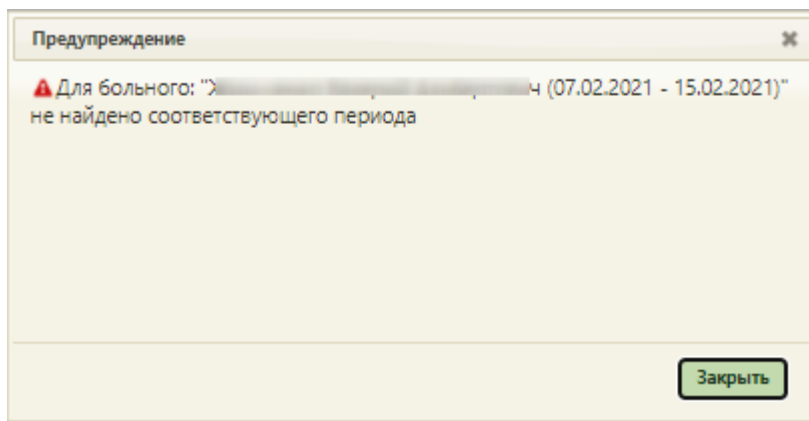 Предупреждение
Для больного: "Ж ч (07.02.2021 - 15.02.2021)"
не найдено соответствующего периода
Закрыть